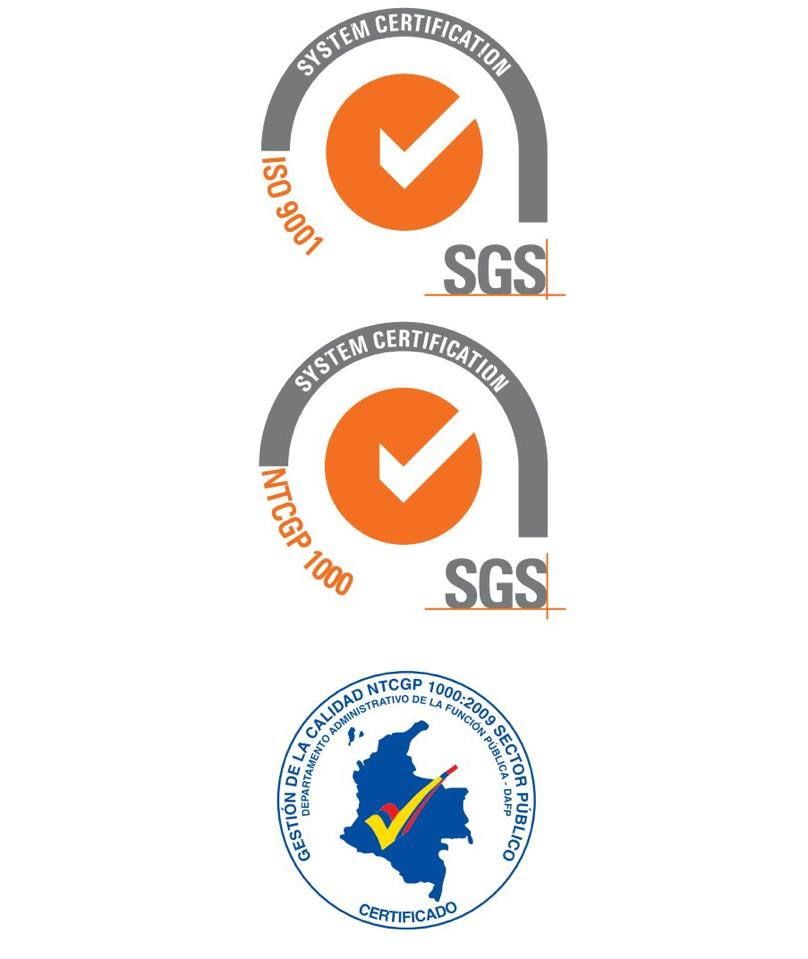 SYSTEM CERTIFICATION
ISO 9001
SGS
SYSTEM CERTIFICATION
NTCGP 1000
SGS
GESTIÓN DE LA CALIDAD NTCGP 1000:2009 SECTOR PÚBLICO
DEPARTAMENTO ADMINISTRATIVO DE LA FUNCIÓN PÚBLICA - DAFP
CERTIFICADO